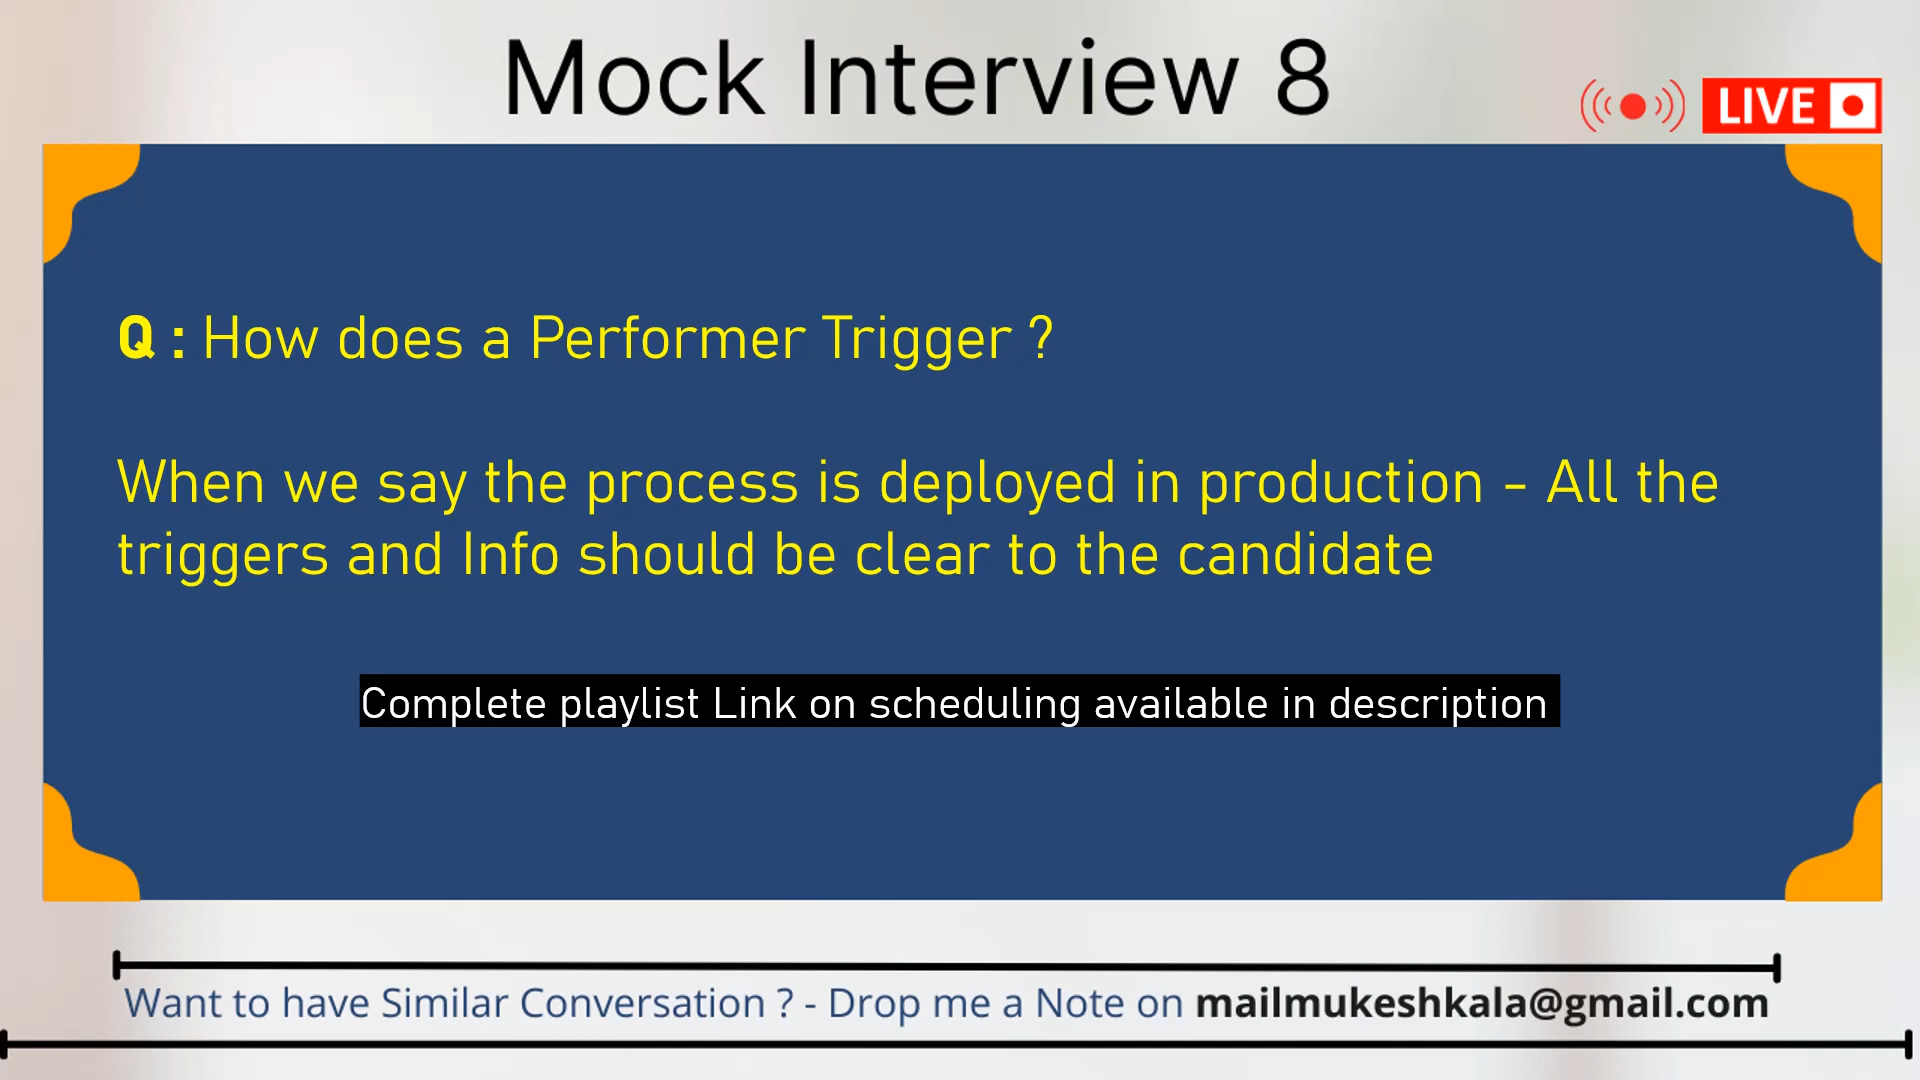 Mock Interview 8
LIVE
Q : How does a Performer Trigger ?
When we say the process is deployed in production - All the
triggers and Info should be clear to the candidate
Complete playlist Link on scheduling available in description
Want to have Similar Conversation ? - Drop me a Note on mailmukeshkala@gmail.com